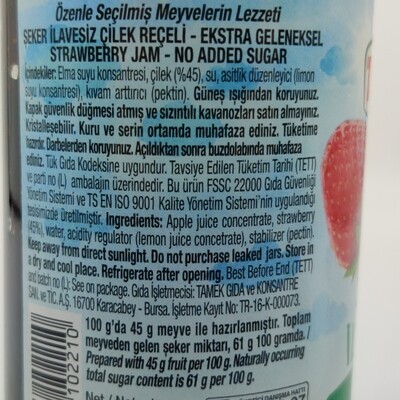 Özenle Seçilmiş Meyvelerin Lezzeti
ŞEKER İLAVESİZ ÇİLEK REÇELİ - EKSTRA GELENEKSEL
STRAWBERRY JAM - NO ADDED SUGAR
İçindekiler: Elma suyu konsantresi, çilek (%45), su, asitlik düzenleyici (limon
suyu konsantresi), kıvam arttırıcı (pektin). Güneş ışığından koruyunuz.
Kapak güvenlik düğmesi atmış ve sızıntılı kavanozları satın almayınız.
Kristalleşebilir. Kuru ve serin ortamda muhafaza ediniz. Tüketime
hazırdır. Darbelerden koruyunuz. Açıldıktan sonra buzdolabında muhafaza
ediniz. Türk Gıda Kodeksine uygundur. Tavsiye Edilen Tüketim Tarihi (TETT)
ve parti no (L) ambalajın üzerindedir. Bu ürün FSSC 22000 Gıda Güvenliği
Yönetim Sistemi ve TS EN ISO 9001 Kalite Yönetim Sistemi'nin uygulandığı
tesisimizde üretilmiştir. Ingredients: Apple juice concentrate, strawberry
(45%), water, acidity regulator (lemon juice concetrate), stabilizer (pectin).
Keep away from direct sunlight. Do not purchase leaked jars. Store in
a dry and cool place. Refrigerate after opening. Best Before End (TETT)
and batch no(L): See on package. Gıda İşletmecisi: TAMEK GIDA ve KONSANTRE
SAN. ve TİC.A.Ş. 16700 Karacabey - Bursa. İşletme Kayıt No: TR-16-K-000073.
100 g'da 45 g meyve ile hazırlanmıştır. Toplam
meyveden gelen şeker miktarı, 61 g 100 gramda. /
Prepared with 45 g fruit per 100 g. Naturally occurring
total sugar content is 61 g per 100 g.
102210
Net / N
DANIŞMA HATTI